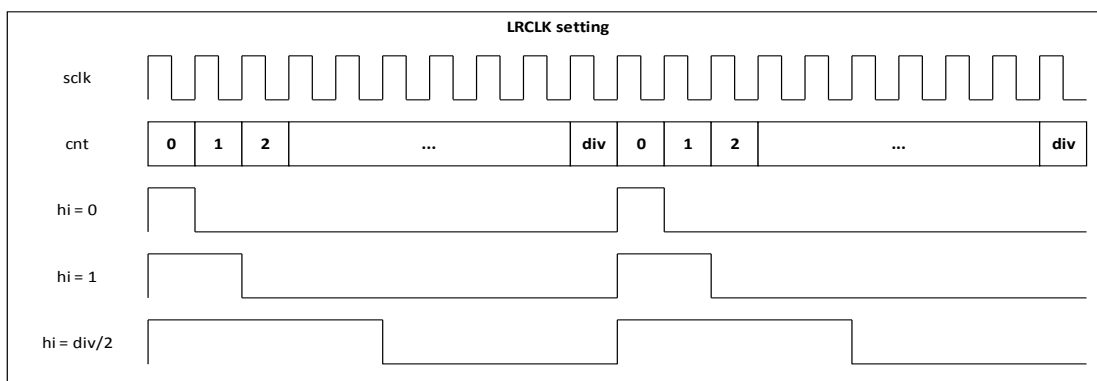 LRCLK setting
sclk
cnt 0 1 2 ... div 0 1 2 ... div
hi = 0
hi = 1
hi = div/2